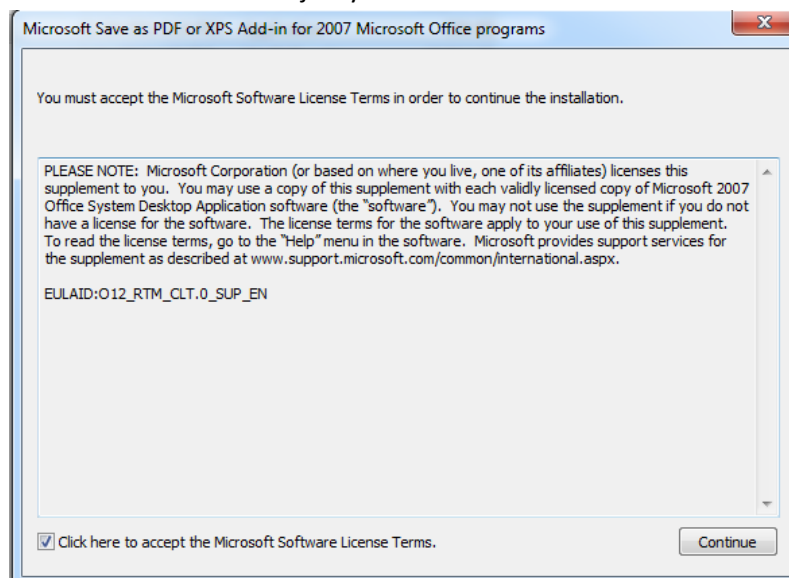 Microsoft Save as PDF or XPS Add-in for 2007 Microsoft Office programs
You must accept the Microsoft Software License Terms in order to continue the installation.
PLEASE NOTE:  Microsoft Corporation (or based on where you live, one of its affiliates) licenses this
supplement to you.  You may use a copy of this supplement with each validly licensed copy of Microsoft 2007
Office System Desktop Application software (the “software”).  You may not use the supplement if you do not
have a license for the software.  The license terms for the software apply to your use of this supplement.
To read the license terms, go to the “Help” menu in the software.  Microsoft provides support services for
the supplement as described at www.support.microsoft.com/common/international.aspx.
EULAID:O12_RTM_CLT.0_SUP_EN
Click here to accept the Microsoft Software License Terms.
Continue